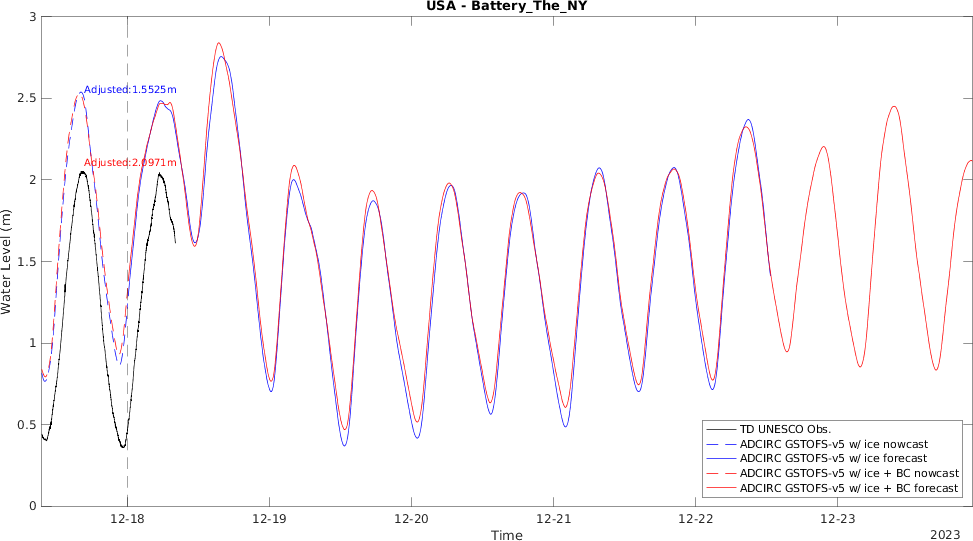 USA - Battery_The_NY
3
2.5
2
1.5
1
0.5
0
Water Level (m)
Adjusted:1.5525m
Adjusted:2.0971m
TD UNESCO Obs.
ADCIRC GSTOFS-v5 w/ ice nowcast
ADCIRC GSTOFS-v5 w/ ice forecast
ADCIRC GSTOFS-v5 w/ ice + BC nowcast
ADCIRC GSTOFS-v5 w/ ice + BC forecast
12-18 12-19 12-20 12-21 12-22 12-23
Time
2023